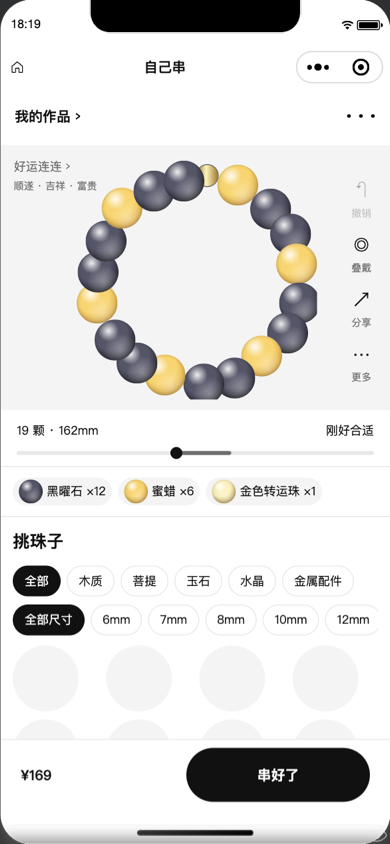 18:19
自己串
我的作品 >
好运连连 >
顺遂 · 吉祥 · 富贵
撤销
叠戴
分享
更多
19 颗 · 162mm
刚好合适
黑曜石 ×12
蜜蜡 ×6
金色转运珠 ×1
挑珠子
全部
木质
菩提
玉石
水晶
金属配件
全部尺寸
6mm
7mm
8mm
10mm
12mm
¥169
串好了